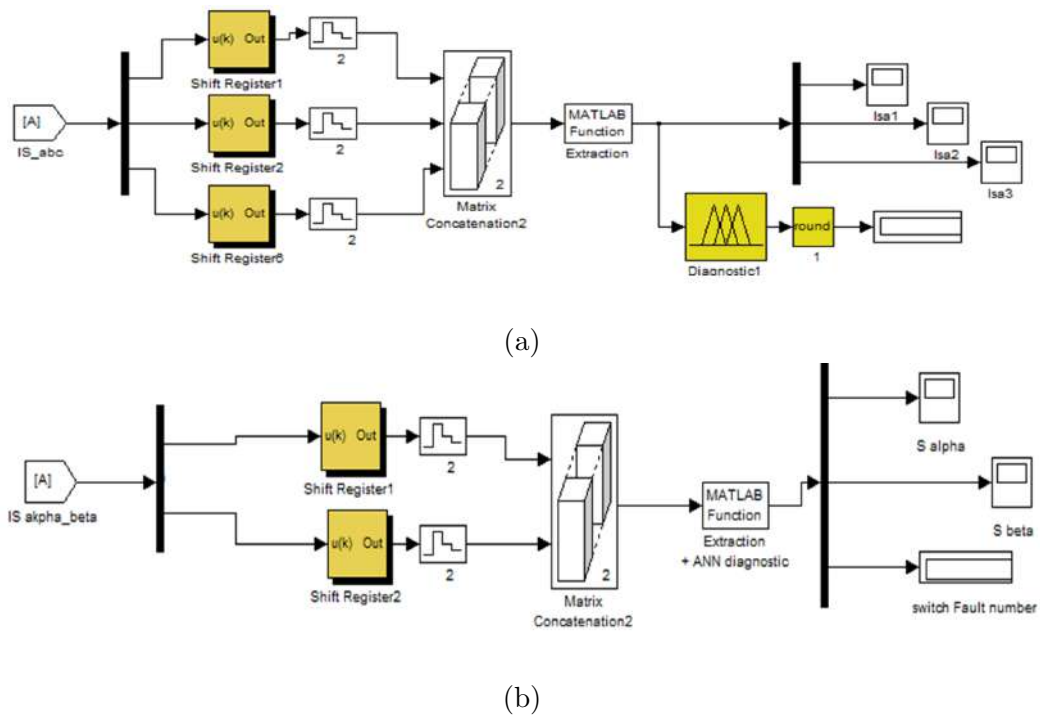 u(k) Out
Shift Register1
2
[A]
IS_abc
u(k) Out
Shift Register2
2
u(k) Out
Shift Register6
2
2
Matrix
Concatenation2
MATLAB
Function
Extraction
Isa1
Isa2
Isa3
Diagnostic1
round
1
(a)
[A]
IS akpha_beta
u(k) Out
Shift Register1
2
u(k) Out
Shift Register2
2
2
Matrix
Concatenation2
MATLAB
Function
Extraction
+ ANN diagnostic
S alpha
S beta
switch Fault number
(b)